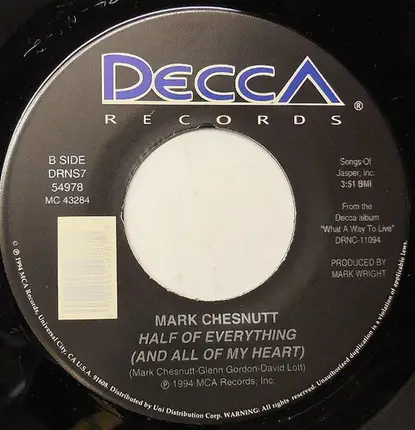 DECCA
®
RECORDS
B SIDE
DRNS7
54978
MC 43284
Songs Of
Jasper, Inc.
3:51 BMI
From the
Decca album
"What A Way To Live"
DRNC-11094
PRODUCED BY
MARK WRIGHT
MARK CHESNUTT
HALF OF EVERYTHING
(AND ALL OF MY HEART)
(Mark Chesnutt-Glenn Gordon-David Lott)
℗ 1994 MCA Records, Inc.
© ℗ 1994 MCA Records, Universal City, CA U.S.A. 91608. Distributed by Uni Distribution Corp. WARNING: All rights reserved. Unauthorized duplication is a violation of applicable laws.